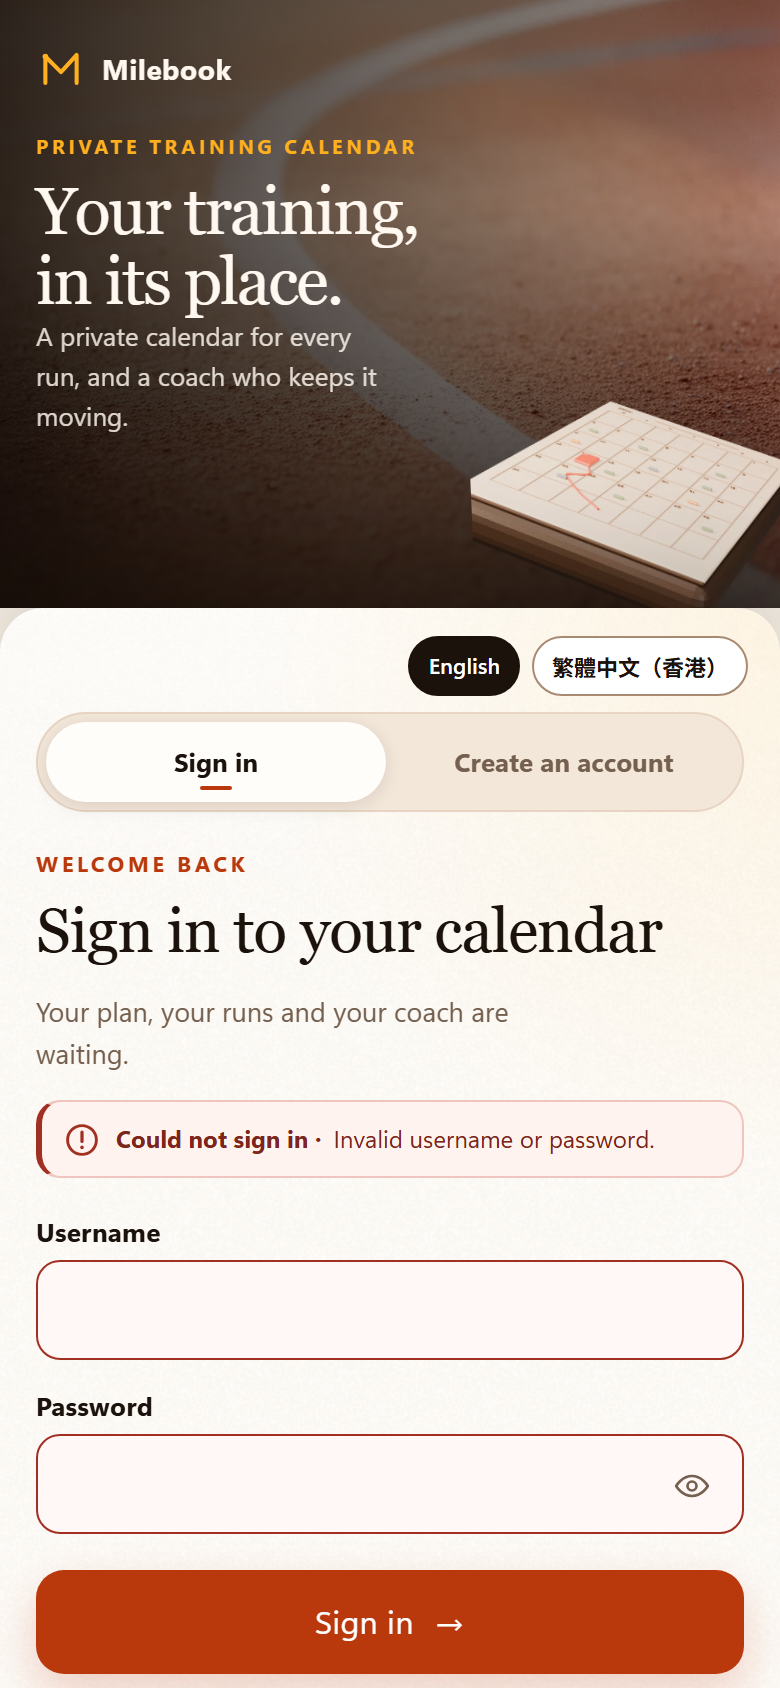 Milebook
PRIVATE TRAINING CALENDAR
Your training,
in its place.
A private calendar for every
run, and a coach who keeps it
moving.
English
繁體中文（香港）
Sign in
Create an account
WELCOME BACK
Sign in to your calendar
Your plan, your runs and your coach are
waiting.
Could not sign in · Invalid username or password.
Username
Password
Sign in →